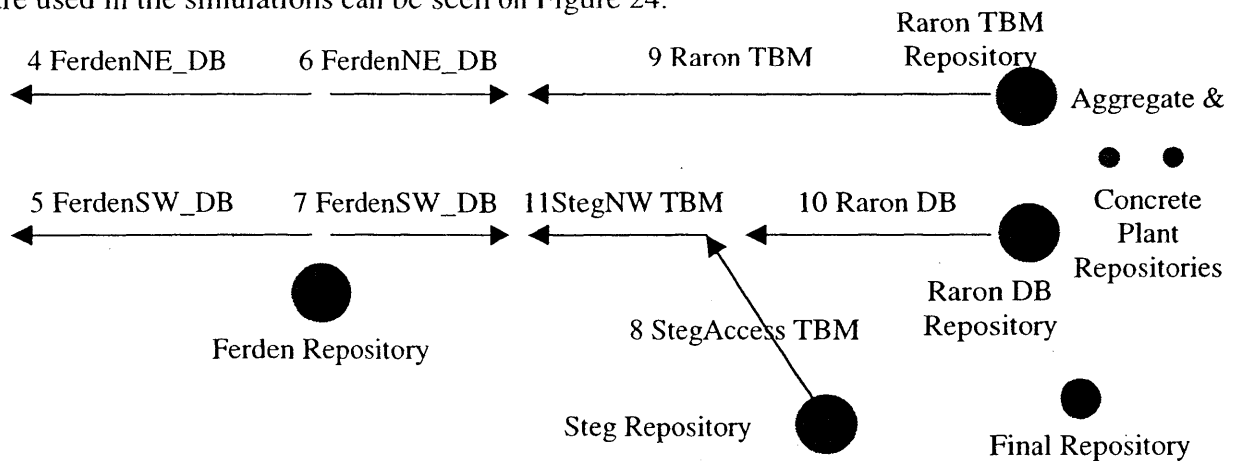 are used in the simulations can be seen on Figure 24.
Raron TBM
Repository
4 FerdenNE_DB 6 FerdenNE_DB 9 Raron TBM
Aggregate &
5 FerdenSW_DB 7 FerdenSW_DB 11StegNW TBM 10 Raron DB
Concrete
Plant
Repositories
Raron DB
Repository
8 StegAccess TBM
Ferden Repository
Steg Repository
Final Repository